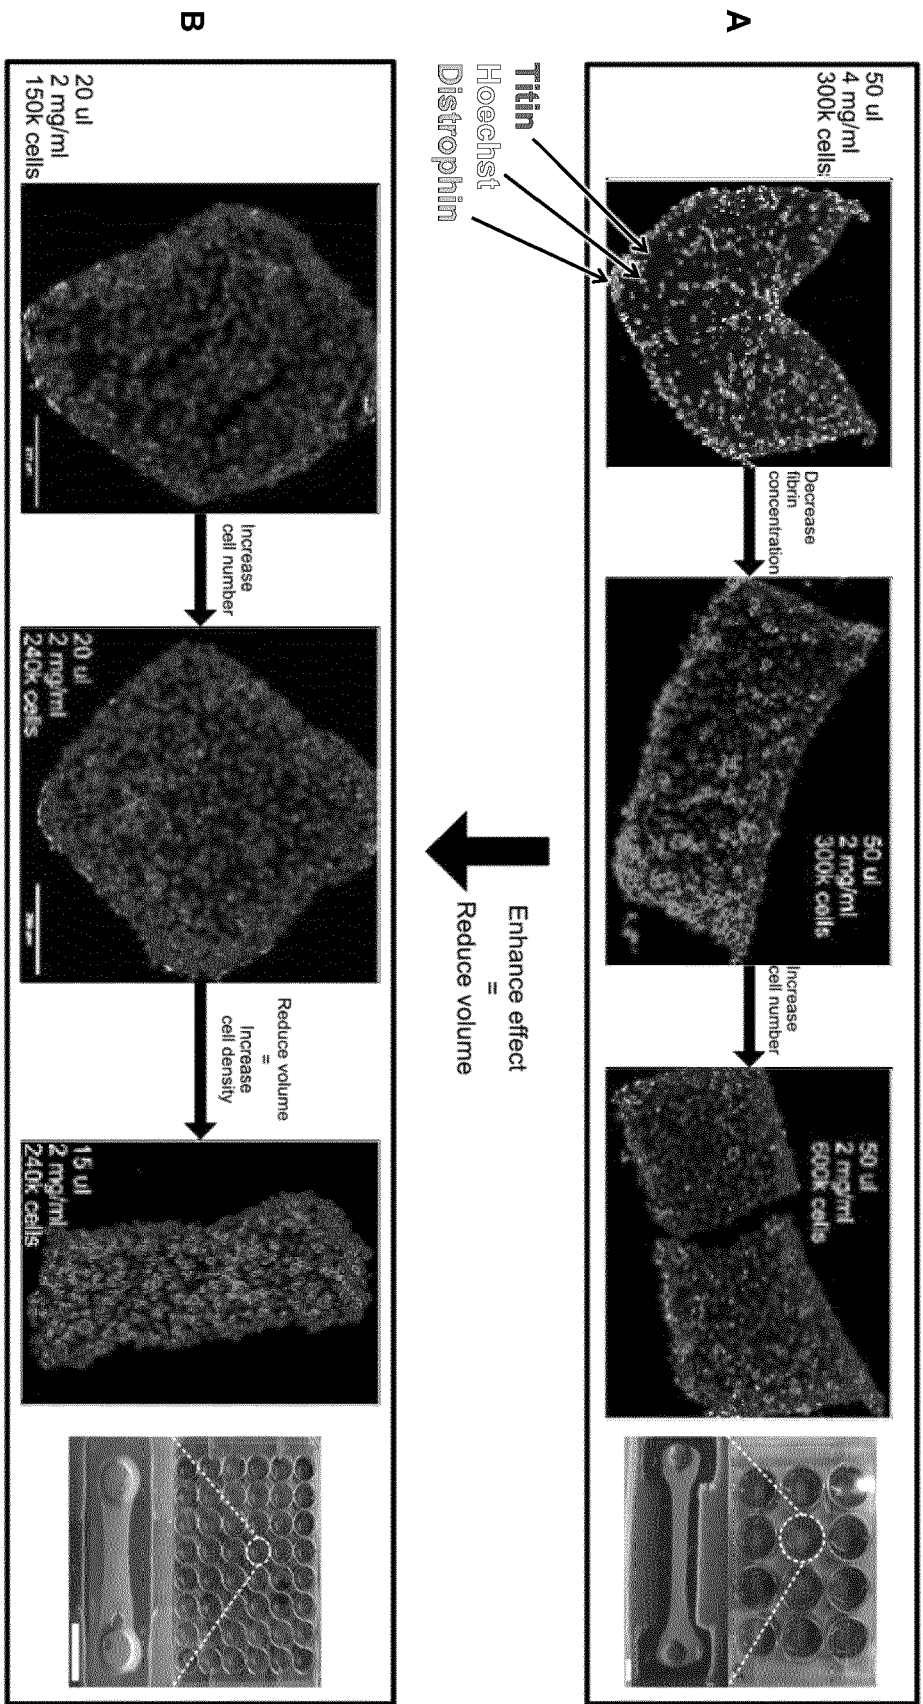 A
50 ul
4 mg/ml
300k cells
Decrease
fibrin
concentration
50 ul
2 mg/ml
300k cells
Increase
cell number
50 ul
2 mg/ml
600k cells
Titin
Hoechst
Distrophin
Enhance effect
=
Reduce volume
B
20 ul
2 mg/ml
150k cells
Increase
cell number
20 ul
2 mg/ml
240k cells
Reduce volume
=
Increase
cell density
15 ul
2 mg/ml
240k cells